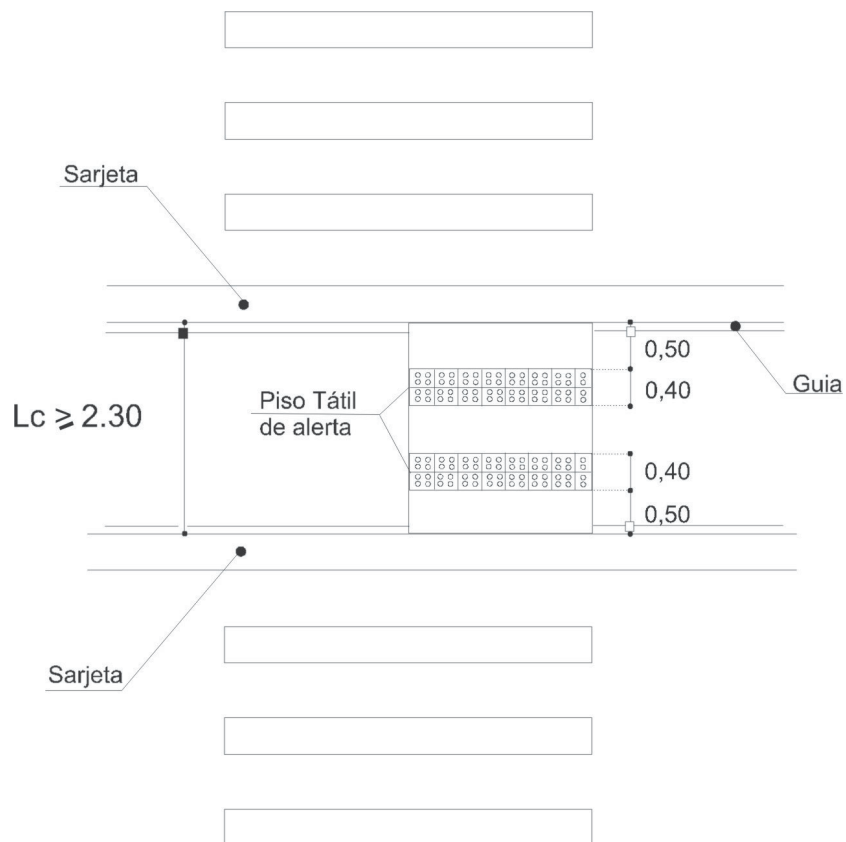 Sarjeta
0,50
Guia
0,40
Piso Tátil
de alerta
Lc ⩾ 2.30
0,40
0,50
Sarjeta